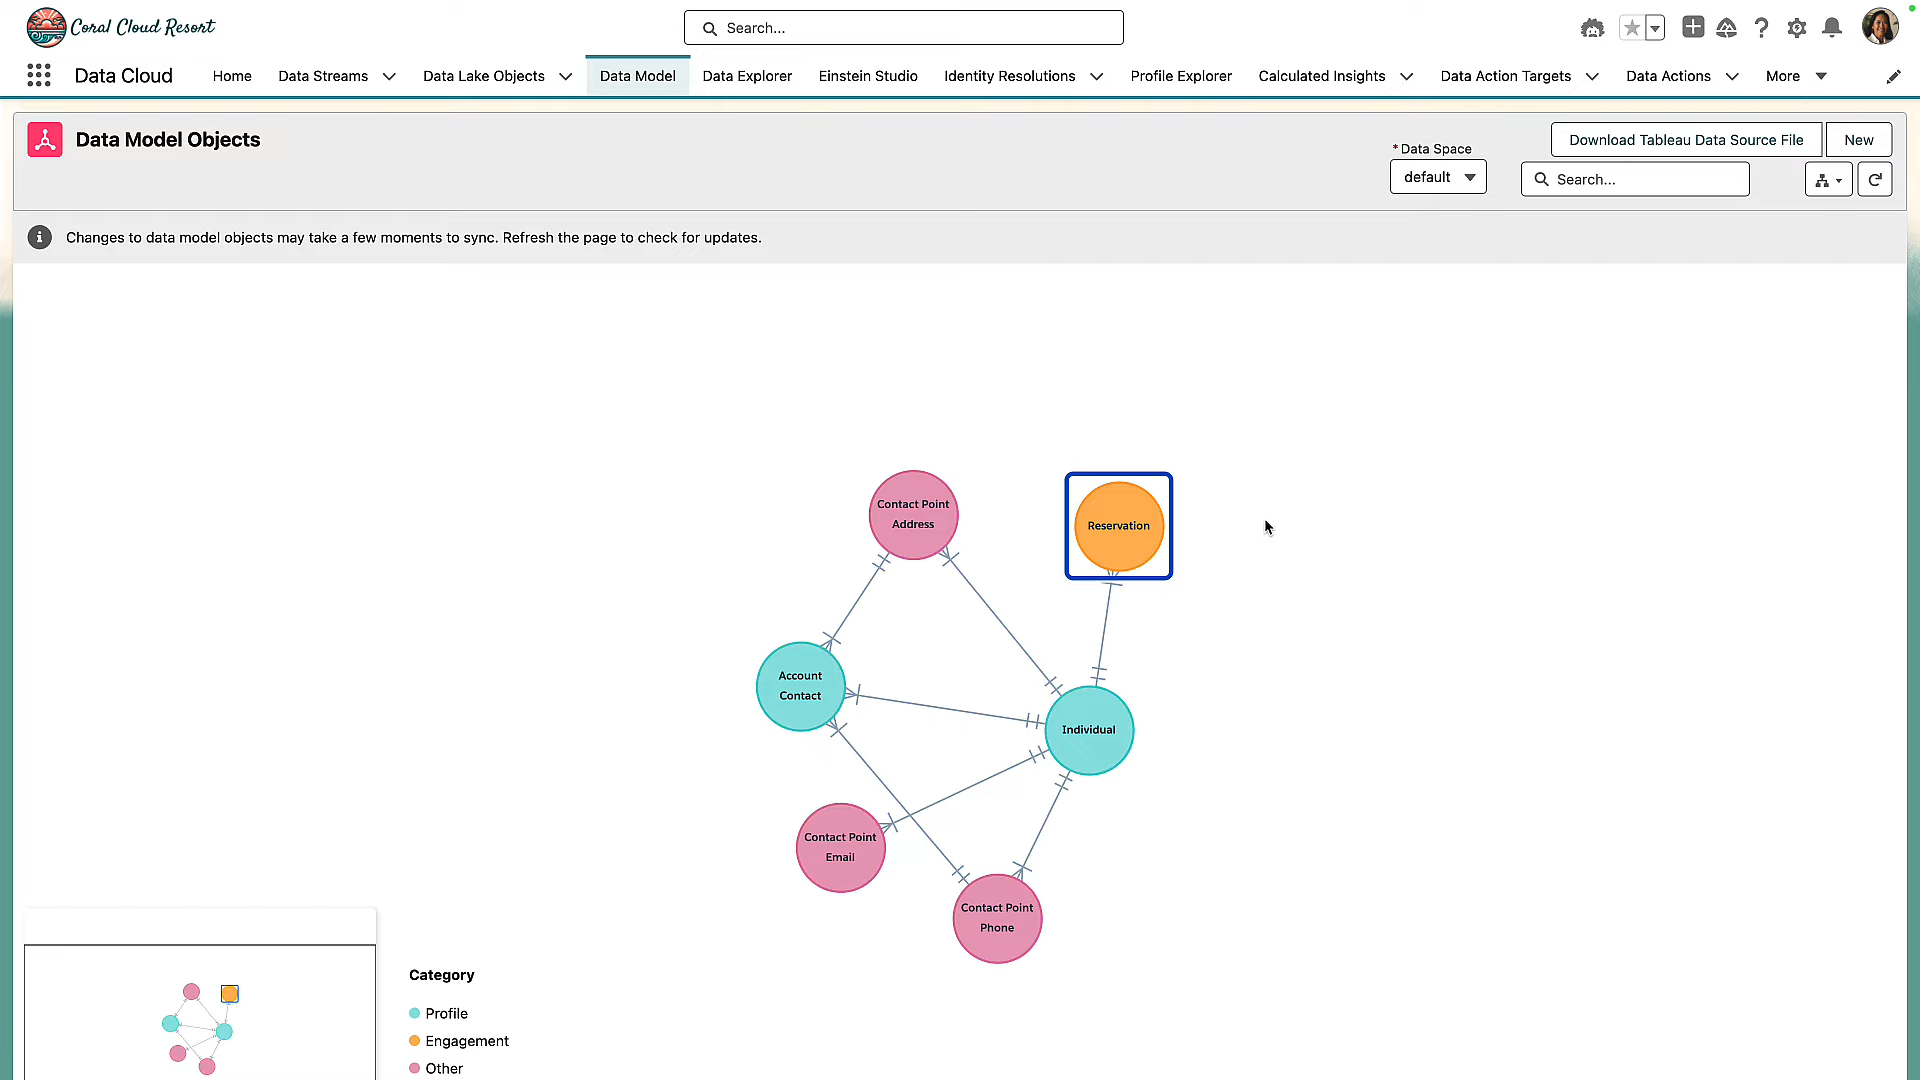 Coral Cloud Resort
Search...
Data Cloud
Home
Data Streams
Data Lake Objects
Data Model
Data Explorer
Einstein Studio
Identity Resolutions
Profile Explorer
Calculated Insights
Data Action Targets
Data Actions
More
Data Model Objects
* Data Space
default
Download Tableau Data Source File
New
Search...
Changes to data model objects may take a few moments to sync. Refresh the page to check for updates.
Contact Point
Address
Reservation
Account
Contact
Individual
Contact Point
Email
Contact Point
Phone
Category
Profile
Engagement
Other